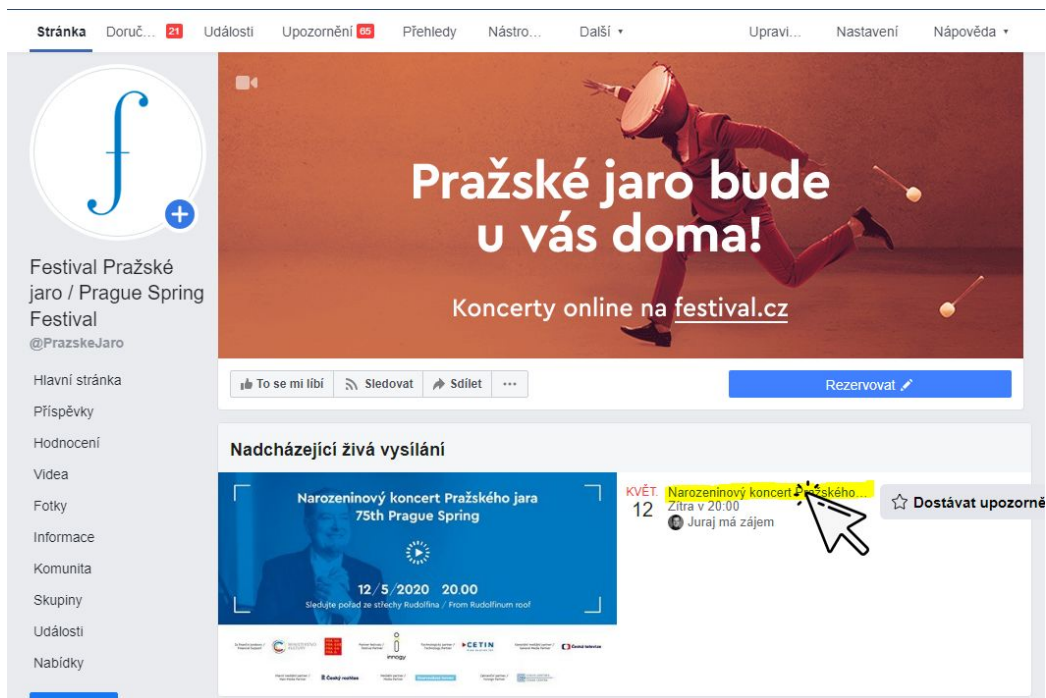 Stránka Doruč... 21 Události Upozornění 65 Přehledy Nástro... Další Upravi... Nastavení Nápověda
Pražské jaro bude
u vás doma!
Koncerty online na festival.cz
Festival Pražské
jaro / Prague Spring
Festival
@PrazskeJaro
Hlavní stránka
Příspěvky
Hodnocení
Videa
Fotky
Informace
Komunita
Skupiny
Události
Nabídky
To se mi líbí Sledovat Sdílet ... Rezervovat
Nadcházející živá vysílání
Narozeninový koncert Pražského jara
75th Prague Spring
12/5/2020 20.00
Sledujte pořad ze střechy Rudolfina / From Rudolfinum roof
innogy
CETIN
Česká televize
Český rozhlas
KVĚT.
12
Narozeninový koncert Pražského...
Zítra v 20:00
Juraj má zájem
Dostávat upozorně